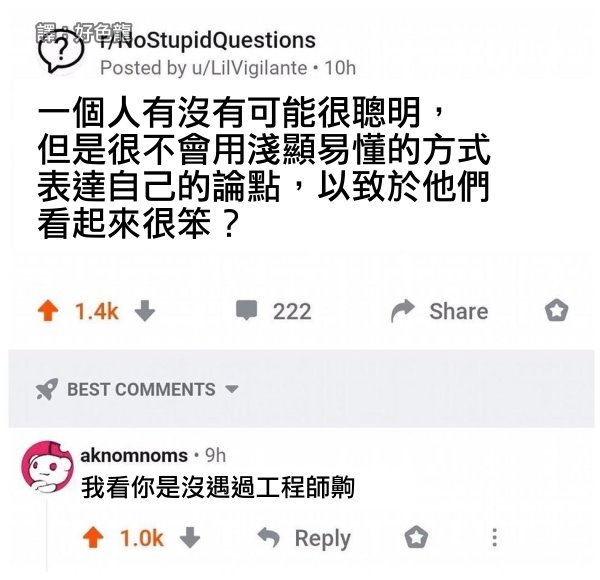 譯:好色龍
r/NoStupidQuestions
Posted by u/LilVigilante • 10h
一個人有沒有可能很聰明，
但是很不會用淺顯易懂的方式
表達自己的論點，以致於他們
看起來很笨？
1.4k
222
Share
BEST COMMENTS
aknomnoms • 9h
我看你是沒遇過工程師齁
1.0k
Reply